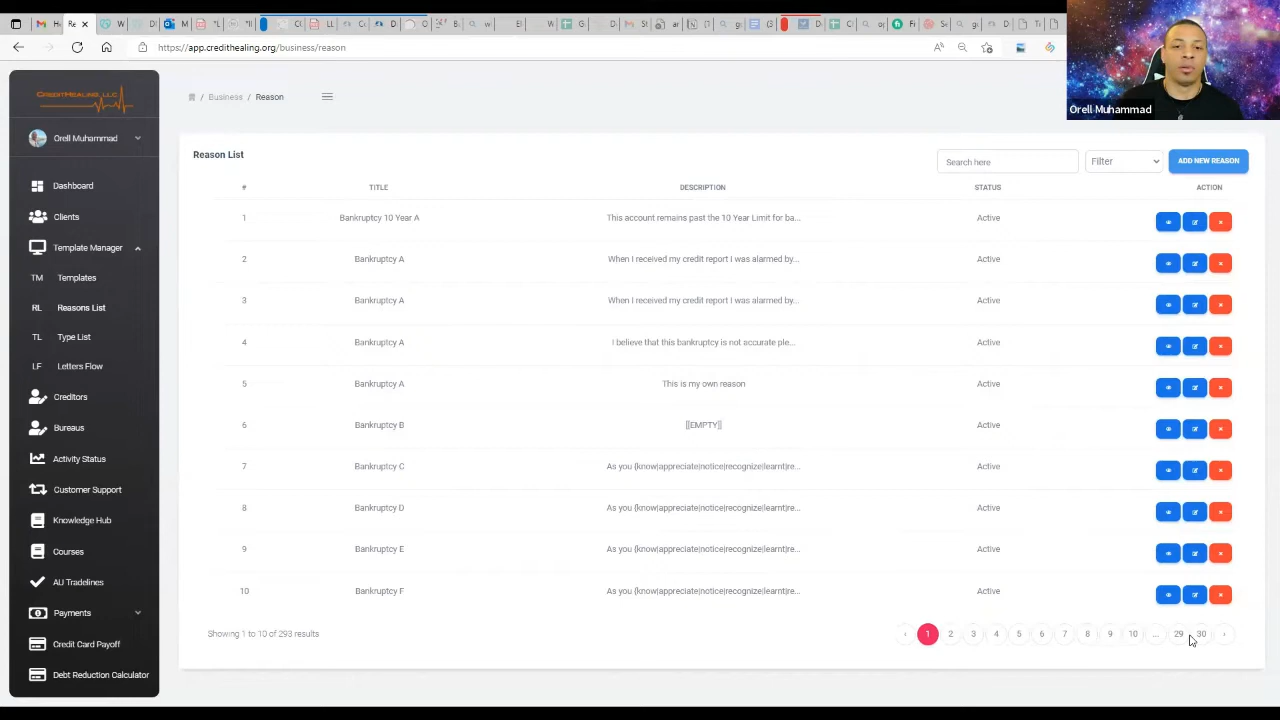 https://app.credithealing.org/business/reason
Orell Muhammad
CREDITHEALING, LLC
Orell Muhammad
Dashboard
Clients
Template Manager
TM Templates
RL Reasons List
TL Type List
LF Letters Flow
Creditors
Bureaus
Activity Status
Customer Support
Knowledge Hub
Courses
AU Tradelines
Payments
Credit Card Payoff
Debt Reduction Calculator
/ Business / Reason
Reason List
Search here
Filter
ADD NEW REASON
# TITLE DESCRIPTION STATUS ACTION
1 Bankruptcy 10 Year A This account remains past the 10 Year Limit for ba... Active
2 Bankruptcy A When I received my credit report I was alarmed by... Active
3 Bankruptcy A When I received my credit report I was alarmed by... Active
4 Bankruptcy A I believe that this bankruptcy is not accurate ple... Active
5 Bankruptcy A This is my own reason Active
6 Bankruptcy B [[EMPTY]] Active
7 Bankruptcy C As you {know|appreciate|notice|recognize|learnt|re... Active
8 Bankruptcy D As you {know|appreciate|notice|recognize|learnt|re... Active
9 Bankruptcy E As you {know|appreciate|notice|recognize|learnt|re... Active
10 Bankruptcy F As you {know|appreciate|notice|recognize|learnt|re... Active
Showing 1 to 10 of 293 results
‹ 1 2 3 4 5 6 7 8 9 10 ... 29 30 ›